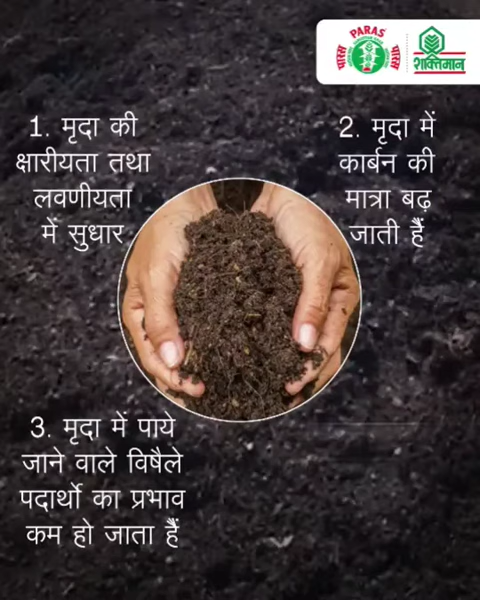 PARAS
पारस
पारस
शक्तिमान
1. मृदा की
क्षारीयता तथा
लवणीयता
में सुधार
2. मृदा में
कार्बन की
मात्रा बढ़
जाती हैं
3. मृदा में पाये
जाने वाले विषैले
पदार्थो का प्रभाव
कम हो जाता हैं